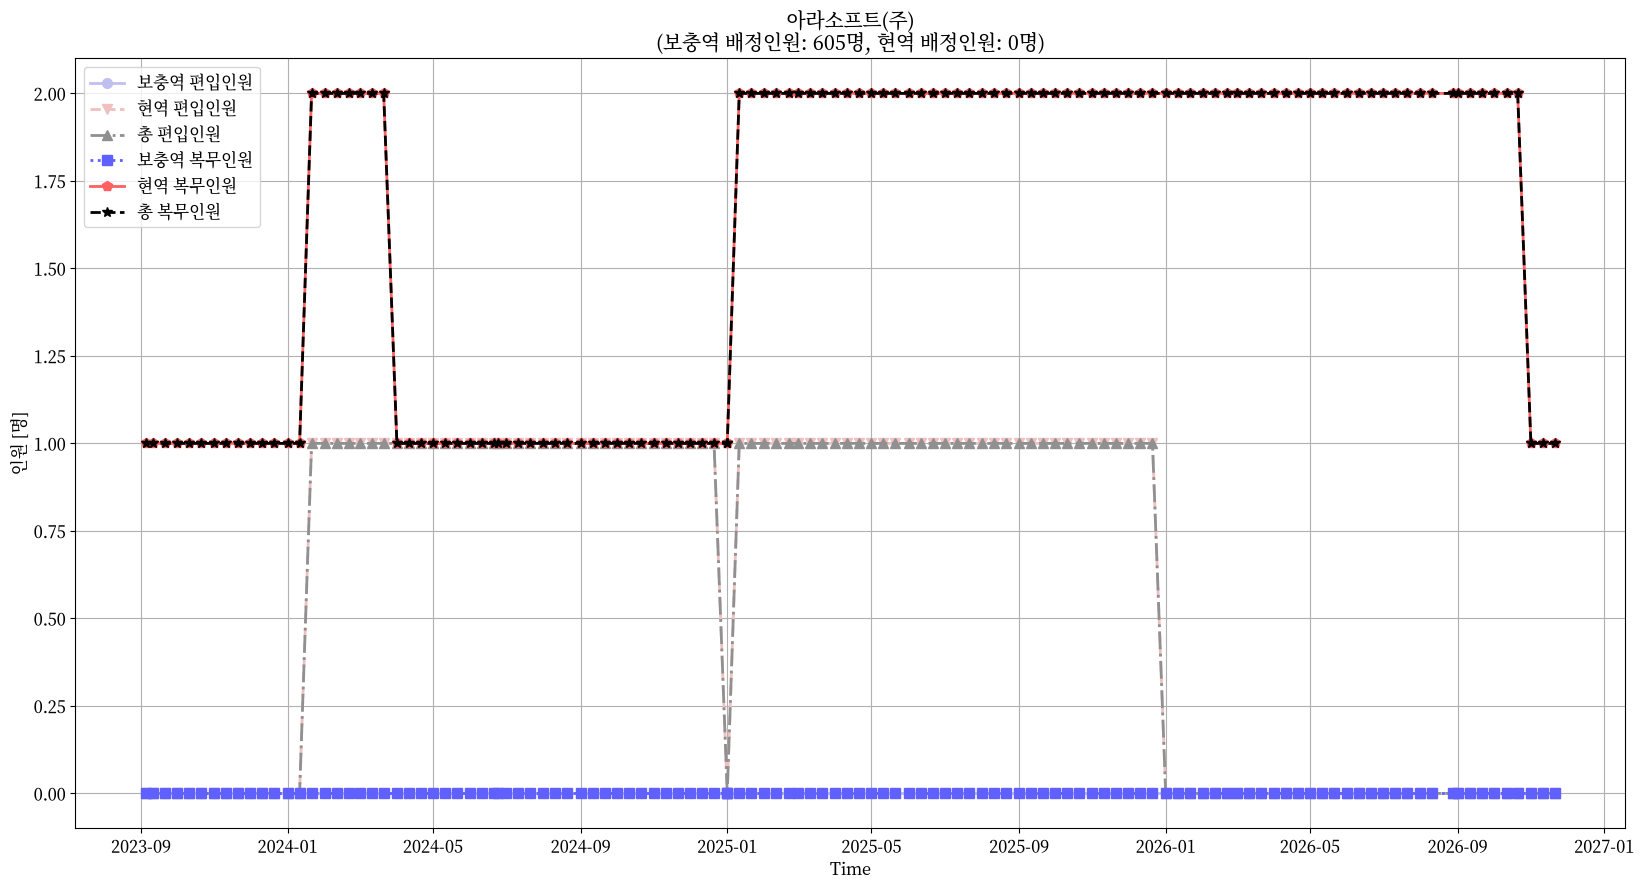 아라소프트(주)
(보충역 배정인원: 605명, 현역 배정인원: 0명)
보충역 편입인원
현역 편입인원
총 편입인원
보충역 복무인원
현역 복무인원
총 복무인원
2.00
1.75
1.50
1.25
1.00
0.75
0.50
0.25
0.00
인원 [명]
2023-09 2024-01 2024-05 2024-09 2025-01 2025-05 2025-09 2026-01 2026-05 2026-09 2027-01
Time